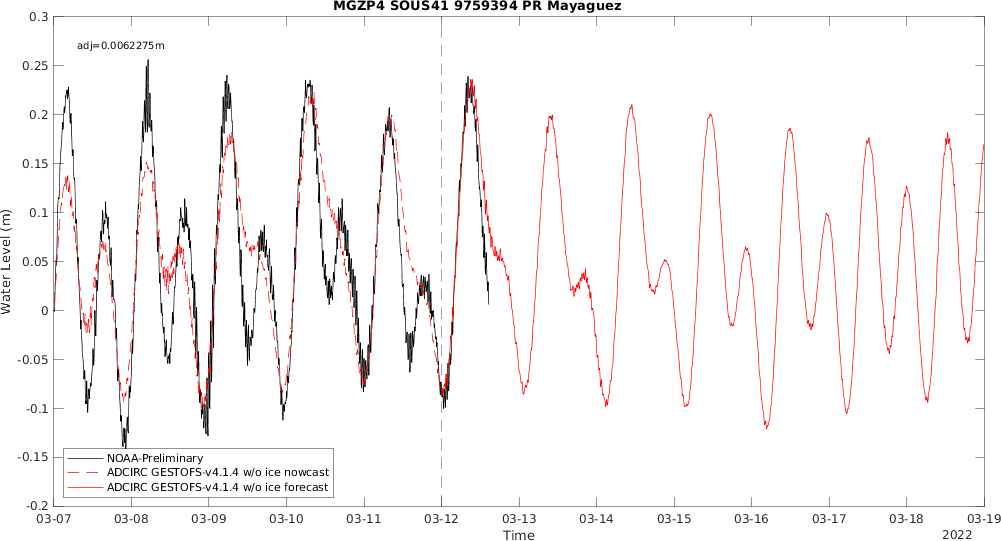 MGZP4 SOUS41 9759394 PR Mayaguez
adj=0.0062275m
0.3
0.25
0.2
0.15
0.1
0.05
0
-0.05
-0.1
-0.15
-0.2
Water Level (m)
NOAA-Preliminary
ADCIRC GESTOFS-v4.1.4 w/o ice nowcast
ADCIRC GESTOFS-v4.1.4 w/o ice forecast
03-07 03-08 03-09 03-10 03-11 03-12 03-13 03-14 03-15 03-16 03-17 03-18 03-19
Time
2022